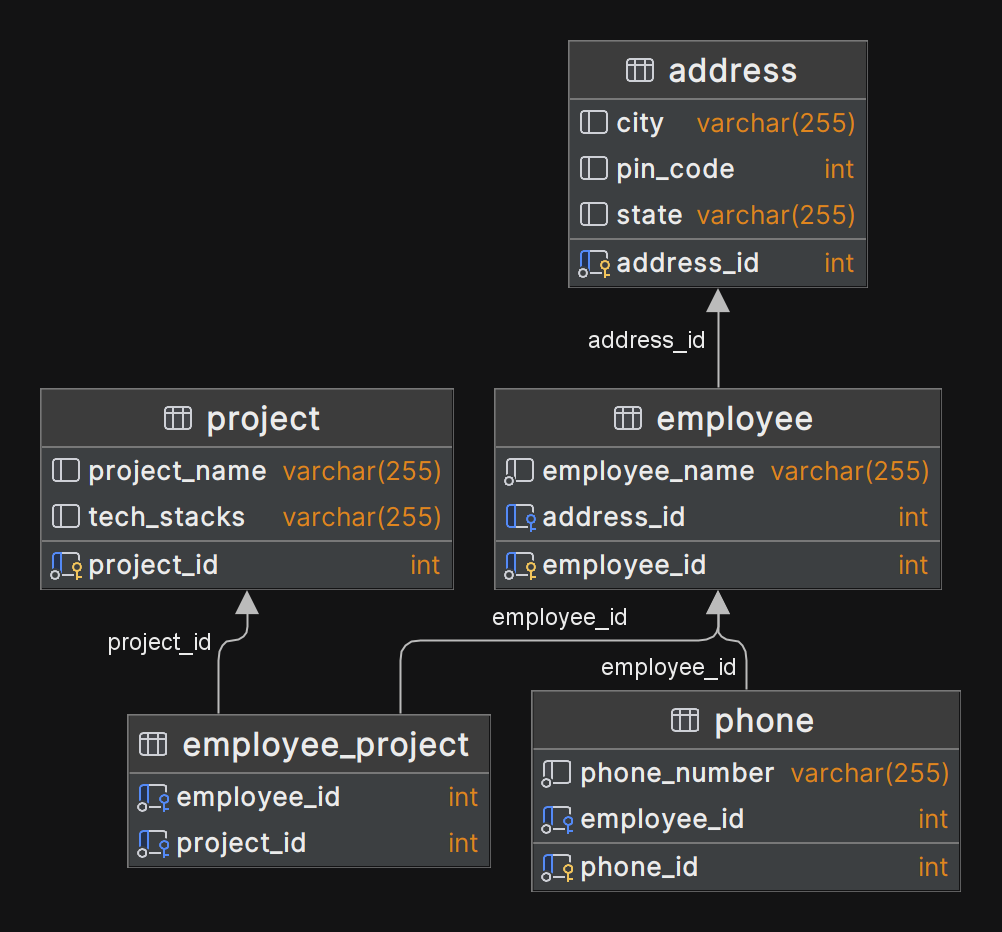 address
city varchar(255)
pin_code int
state varchar(255)
address_id int
address_id
project
project_name varchar(255)
tech_stacks varchar(255)
project_id int
employee
employee_name varchar(255)
address_id int
employee_id int
project_id
employee_id
employee_id
employee_project
employee_id int
project_id int
phone
phone_number varchar(255)
employee_id int
phone_id int